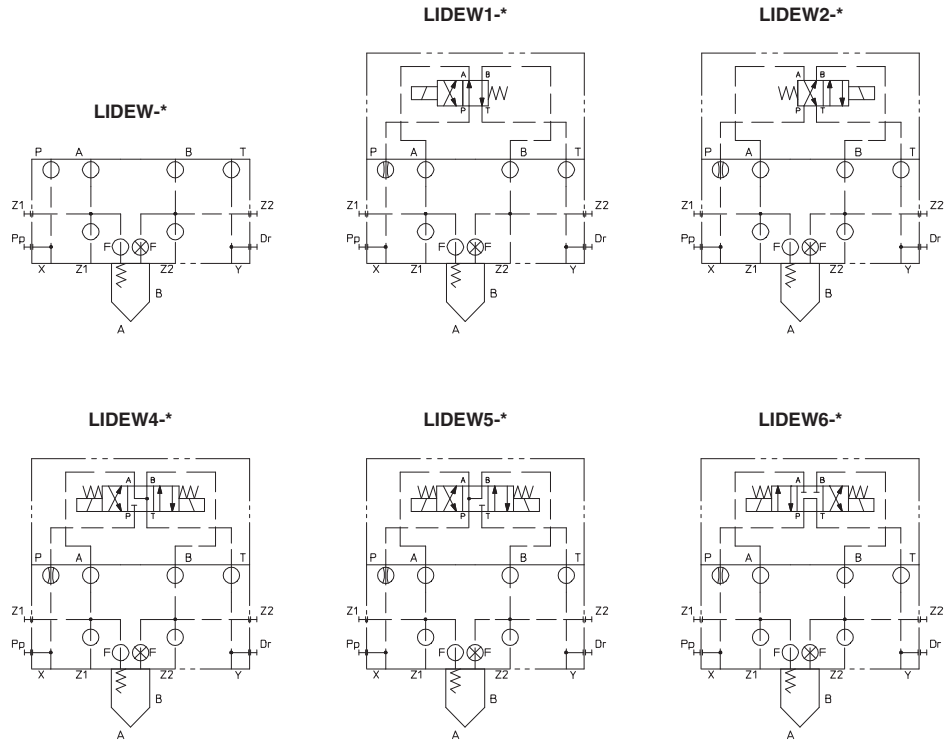 LIDEW-*
P A B T
Z1 Z2
Pp Dr
F F
X Z1 Z2 Y
B
A
LIDEW1-*
A B
P T
P A B T
Z1 Z2
Pp Dr
F F
X Z1 Z2 Y
B
A
LIDEW2-*
A B
P T
P A B T
Z1 Z2
Pp Dr
F F
X Z1 Z2 Y
B
A
LIDEW4-*
A B
P T
P A B T
Z1 Z2
Pp Dr
F F
X Z1 Z2 Y
B
A
LIDEW5-*
A B
P T
P A B T
Z1 Z2
Pp Dr
F F
X Z1 Z2 Y
B
A
LIDEW6-*
A B
P T
P A B T
Z1 Z2
Pp Dr
F F
X Z1 Z2 Y
B
A